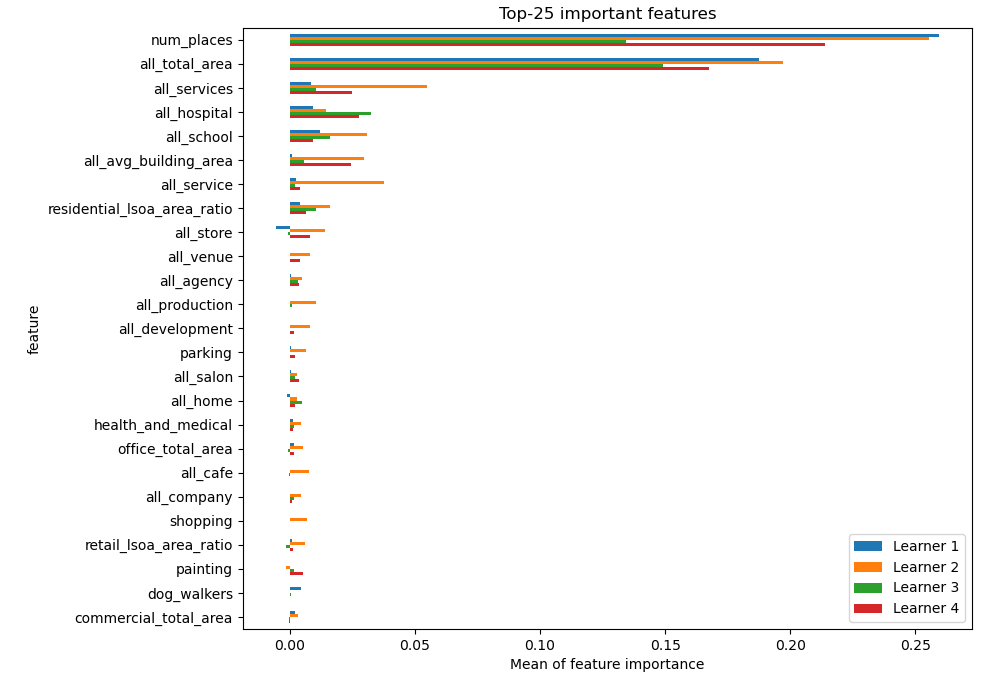 Top-25 important features
num_places
all_total_area
all_services
all_hospital
all_school
all_avg_building_area
all_service
residential_lsoa_area_ratio
all_store
all_venue
all_agency
all_production
all_development
parking
all_salon
all_home
health_and_medical
office_total_area
all_cafe
all_company
shopping
retail_lsoa_area_ratio
painting
dog_walkers
commercial_total_area
feature
Learner 1
Learner 2
Learner 3
Learner 4
0.00 0.05 0.10 0.15 0.20 0.25
Mean of feature importance